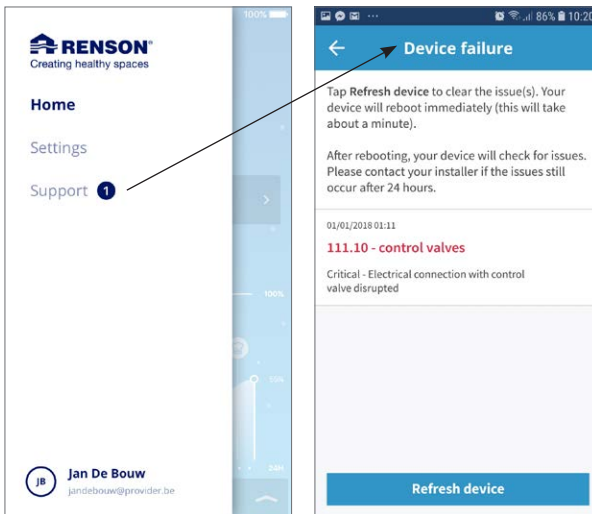 100%
RENSON®
Creating healthy spaces
Home
Settings
Support 1
100%
35%
24H
JB
Jan De Bouw
jandebouw@provider.be
86% 10:20
Device failure
Tap Refresh device to clear the issue(s). Your
device will reboot immediately (this will take
about a minute).
After rebooting, your device will check for issues.
Please contact your installer if the issues still
occur after 24 hours.
01/01/2018 01:11
111.10 - control valves
Critical - Electrical connection with control
valve disrupted
Refresh device